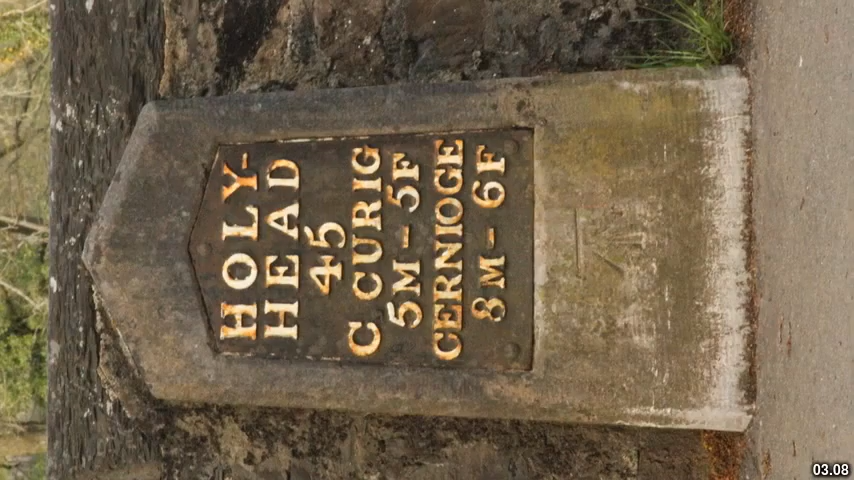 HOLY-
HEAD
45
C CURIG
5M-5F
CERNIOGE
8M-6F
03.08